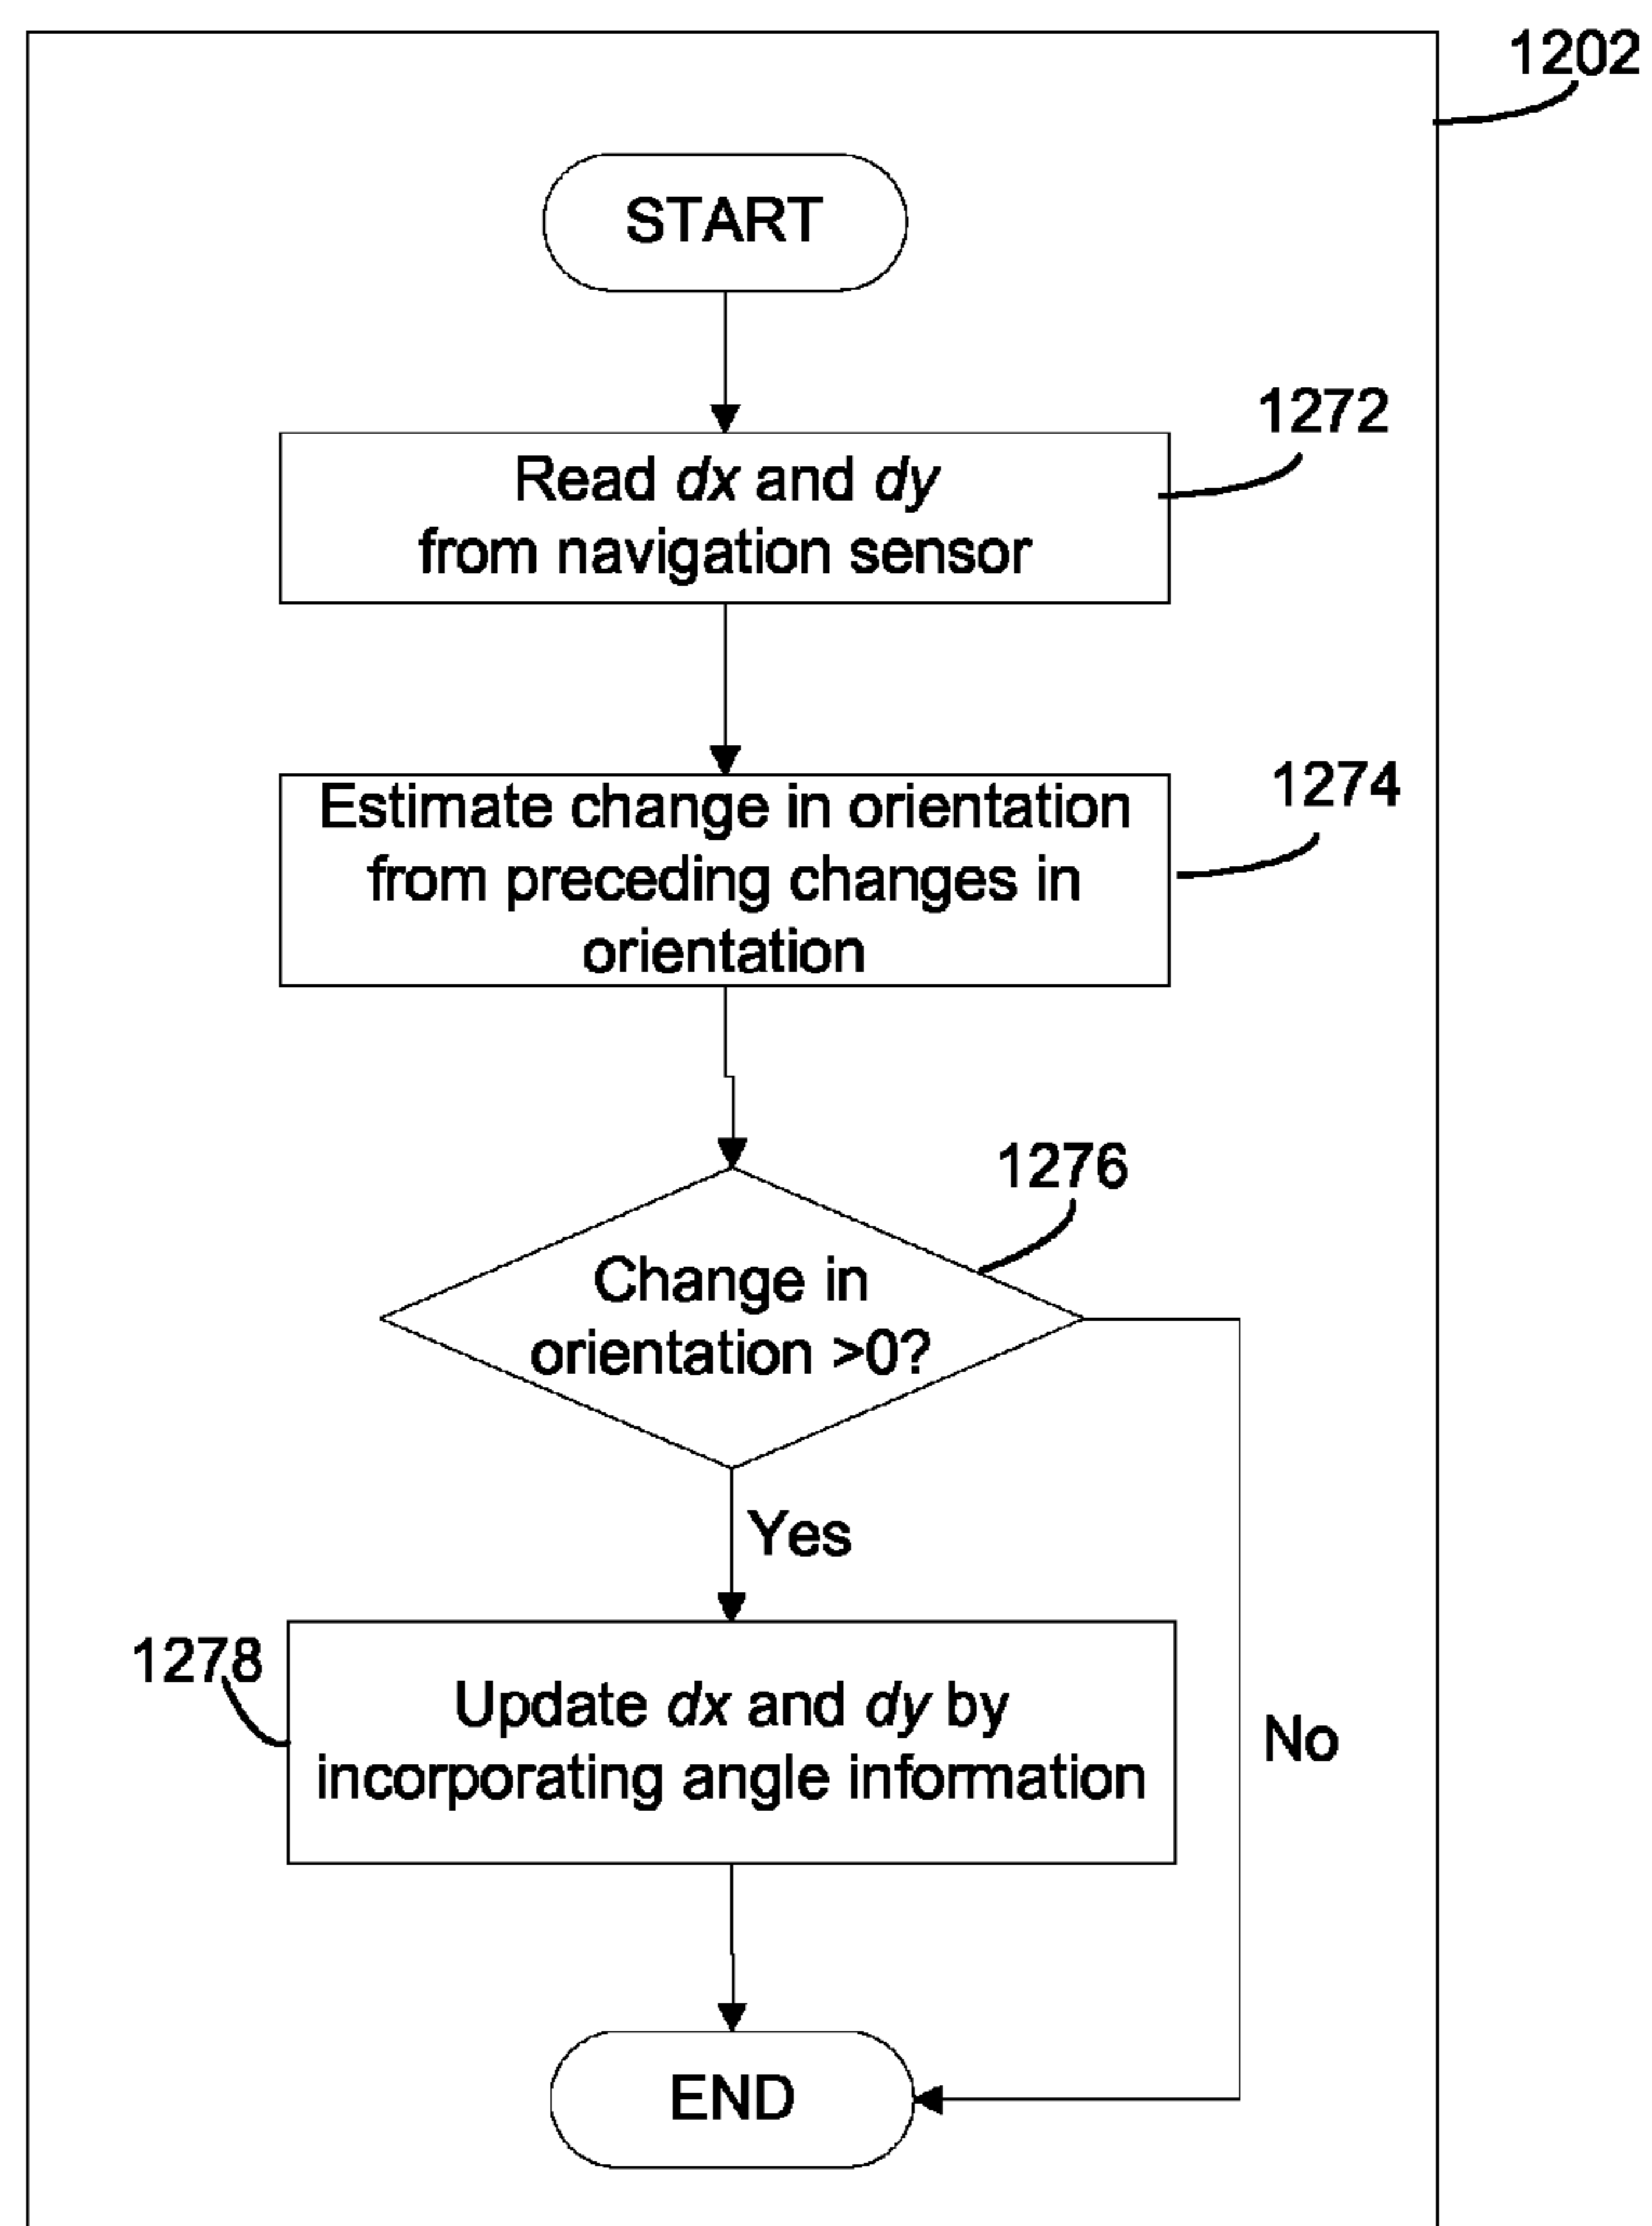 1202
START
1272
Read dx and dy
from navigation sensor
1274
Estimate change in orientation
from preceding changes in
orientation
1276
Change in
orientation >0?
Yes
1278
Update dx and dy by
incorporating angle information
No
END